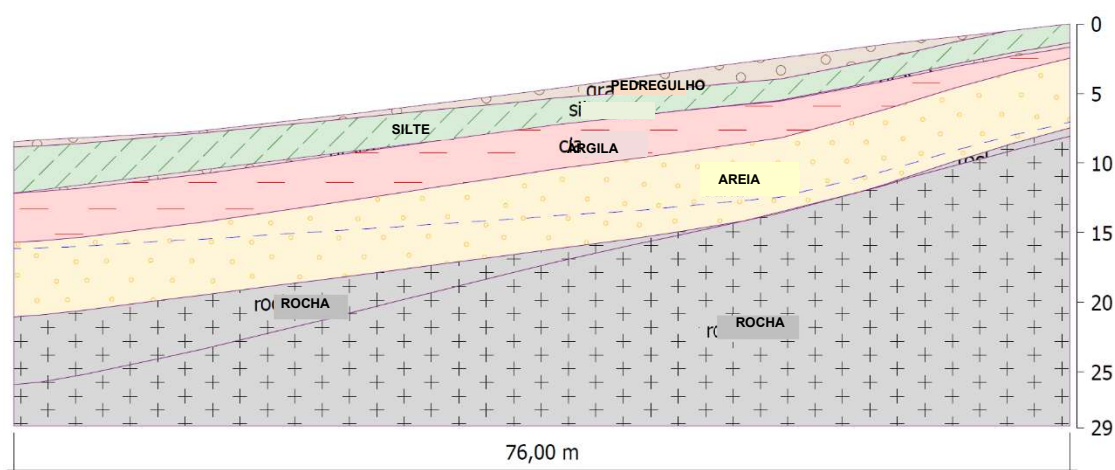 0
PEDREGULHO
5
SILTE
ARGILA
10
AREIA
15
20
ROCHA
ROCHA
25
29
76,00 m